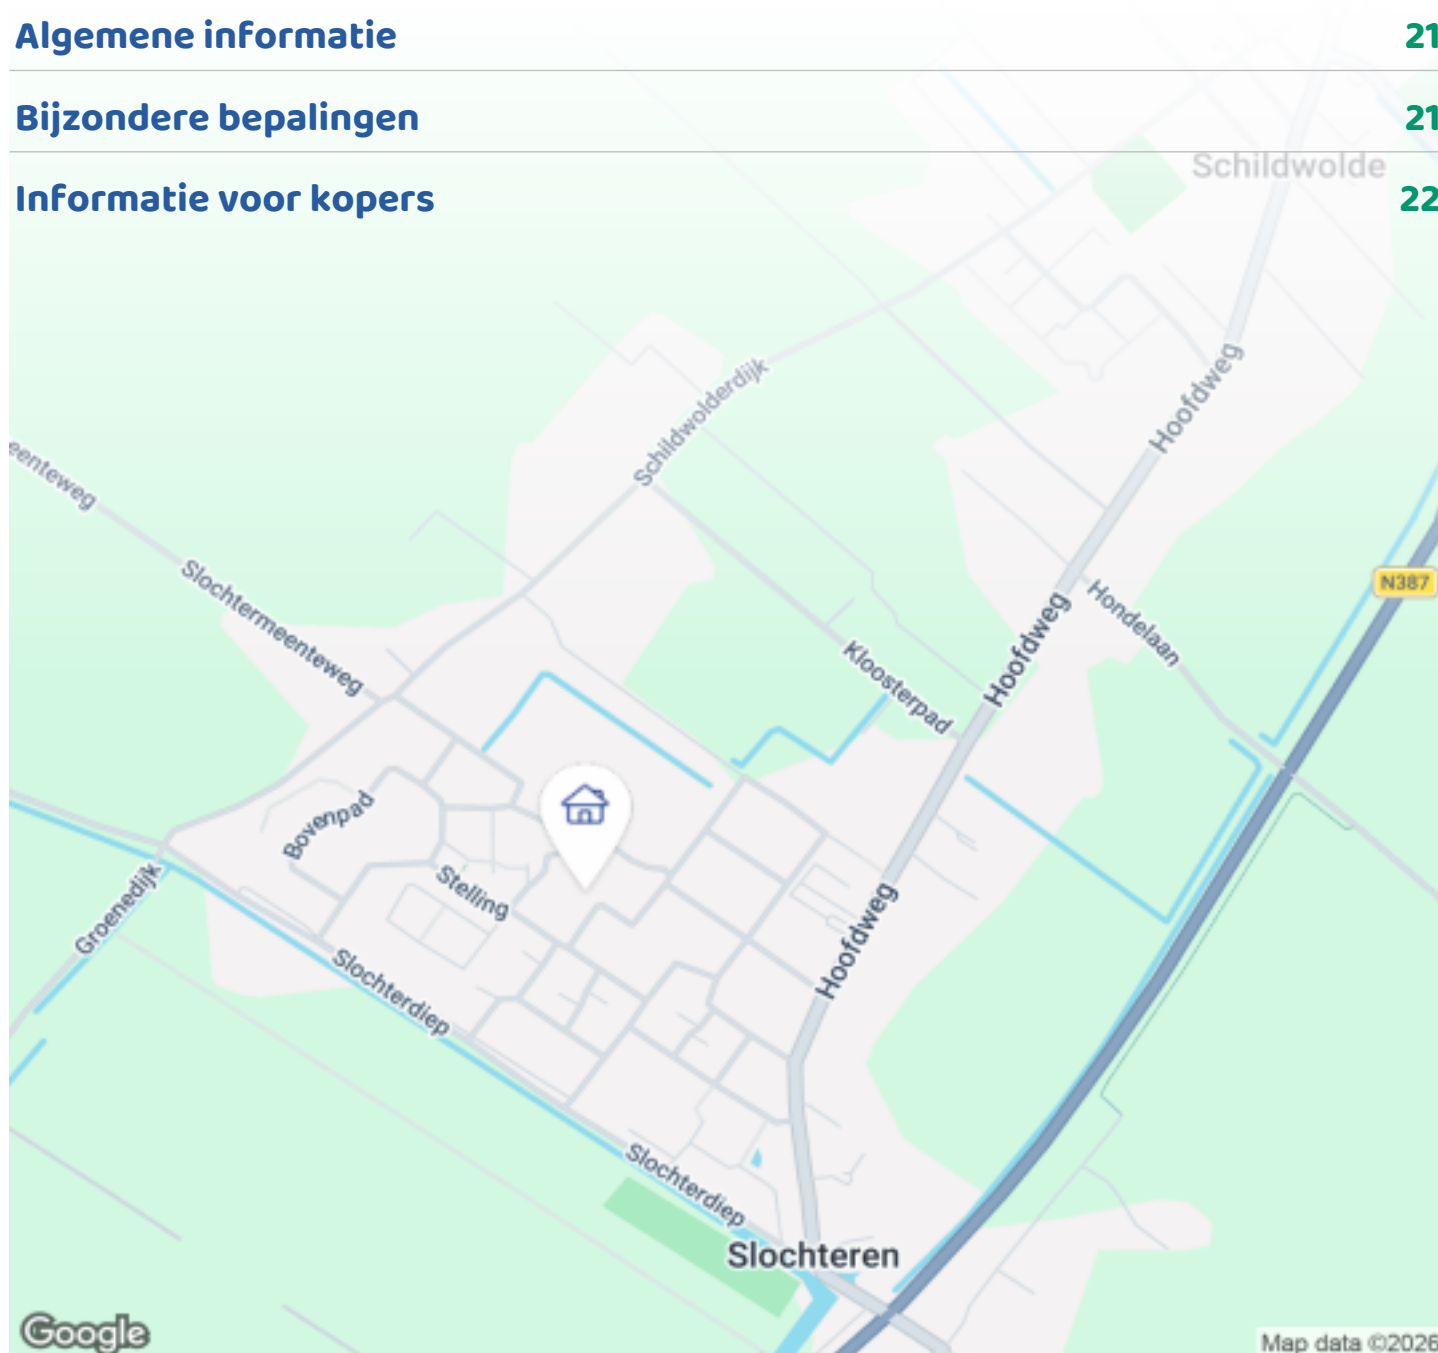 Algemene informatie 21
Bijzondere bepalingen 21
Schildwolde
Informatie voor kopers 22
Hoofdweg
Schildwolderdijk
eenteweg
Slochtermeenteweg
N387
Hondelaan
Hoofdweg
Kloosterpad
Bovenpad
Stelling
Groenedijk
Hoofdweg
Slochterdiep
Slochterdiep
Slochteren
Google
Map data ©2026